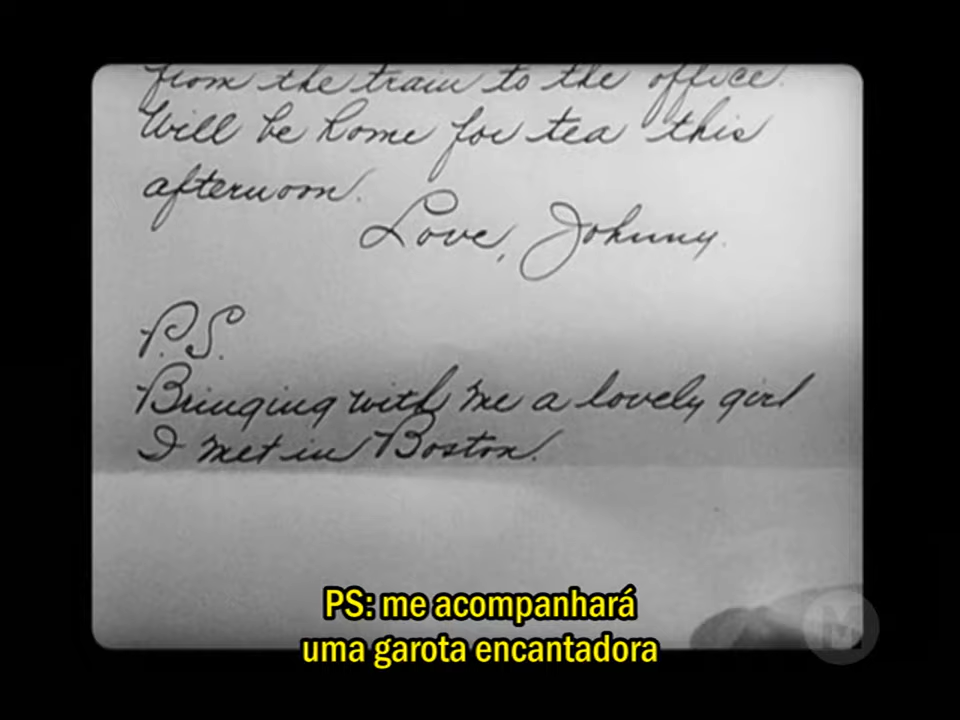 from the train to the office.
Will be home for tea this
afternoon.
Love, Johnny.
P.S.
Bringing with me a lovely girl
I met in Boston.
PS: me acompanhará
uma garota encantadora
M